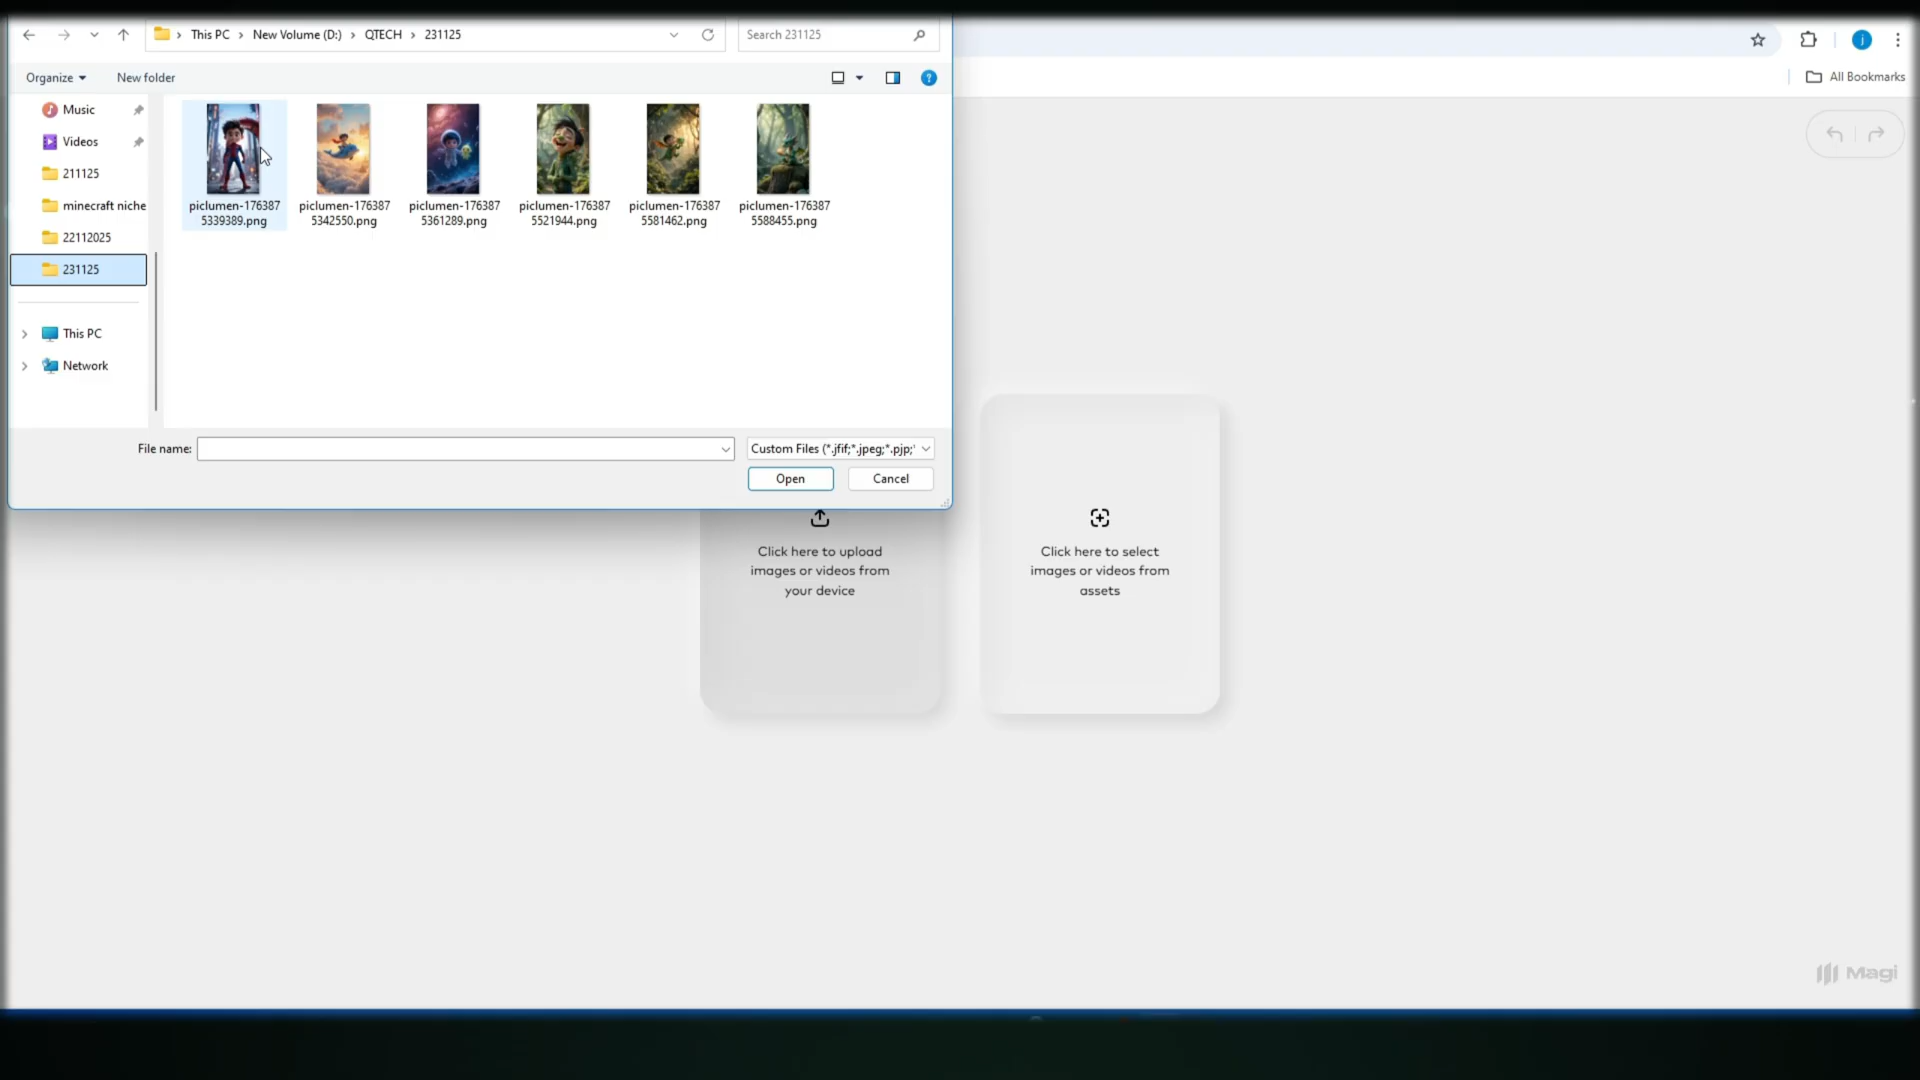 This PC
New Volume (D:)
QTECH
231125
Search 231125
All Bookmarks
Organize
New folder
Music
Videos
211125
minecraft niche
22112025
231125
This PC
Network
piclumen-176387
5339389.png
piclumen-176387
5342550.png
piclumen-176387
5361289.png
piclumen-176387
5521944.png
piclumen-176387
5581462.png
piclumen-176387
5588455.png
File name:
Custom Files (*.jfif;*.jpeg;*.pjp;*
Open
Cancel
Click here to upload
images or videos from
your device
Click here to select
images or videos from
assets
Magi